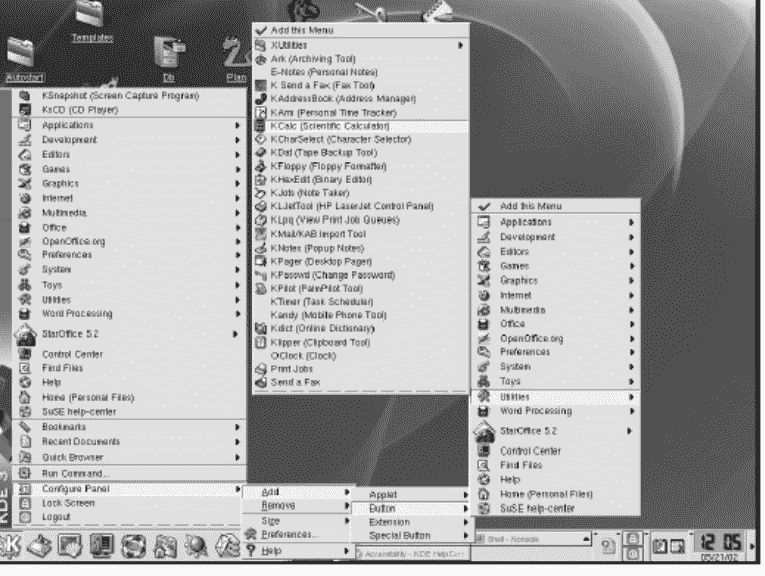 Templates
Autostart
Plan
KSnapshot (Screen Capture Program)
KsCD (CD Player)
Applications
Development
Editors
Games
Graphics
Internet
Multimedia
Office
OpenOffice.org
Preferences
System
Toys
Utilities
Word Processing
StarOffice 5.2
Control Center
Find Files
Help
Home (Personal Files)
SuSE help-center
Bookmarks
Recent Documents
Quick Browser
Run Command...
Configure Panel
Lock Screen
Logout
KDE 3
Add this Menu
XUtilities
Ark (Archiving Tool)
E-Notes (Personal Notes)
K Send a Fax (Fax Tool)
KAddressBook (Address Manager)
KArm (Personal Time Tracker)
KCalc (Scientific Calculator)
KCharSelect (Character Selector)
KDat (Tape Backup Tool)
KFloppy (Floppy Formatter)
KHexEdit (Binary Editor)
KJots (Note Taker)
KLJetTool (HP LaserJet Control Panel)
KLpq (View Print Job Queues)
KMail/KAB Import Tool
KNotes (Popup Notes)
KPager (Desktop Pager)
KPasswd (Change Password)
KPilot (PalmPilot Tool)
KTimer (Task Scheduler)
Kandy (Mobile Phone Tool)
Kdict (Online Dictionary)
Klipper (Clipboard Tool)
OClock (Clock)
Print Jobs
Send a Fax
Add this Menu
Applications
Development
Editors
Games
Graphics
Internet
Multimedia
Office
OpenOffice.org
Preferences
System
Toys
Utilities
Word Processing
StarOffice 5.2
Control Center
Find Files
Help
Home (Personal Files)
SuSE help-center
Add
Remove
Size
Preferences...
Help
Applet
Button
Extension
Special Button
Accessibility - KDE HelpCen
Shell - Konsole
12 05
05/21/02